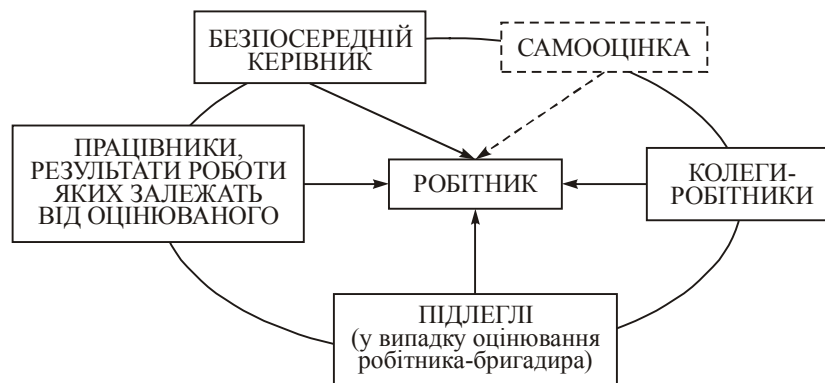 БЕЗПОСЕРЕДНІЙ
КЕРІВНИК
САМООЦІНКА
ПРАЦІВНИКИ,
РЕЗУЛЬТАТИ РОБОТИ
ЯКИХ ЗАЛЕЖАТЬ
ВІД ОЦІНЮВАНОГО
РОБІТНИК
КОЛЕГИ-
РОБІТНИКИ
ПІДЛЕГЛІ
(у випадку оцінювання
робітника-бригадира)